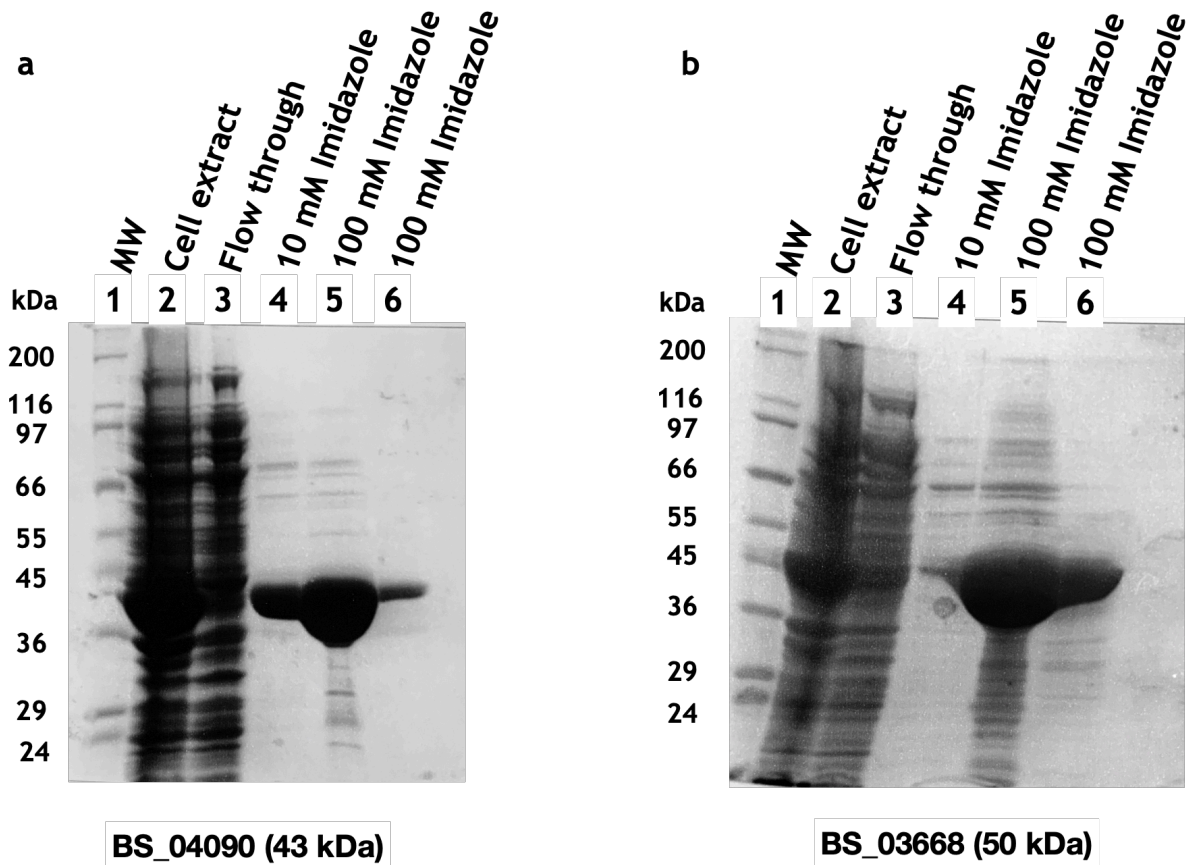 a
MW
Cell extract
Flow through
10 mM Imidazole
100 mM Imidazole
100 mM Imidazole
kDa
1 2 3 4 5 6
200
116
97
66
55
45
36
29
24
BS_04090 (43 kDa)
b
MW
Cell extract
Flow through
10 mM Imidazole
100 mM Imidazole
100 mM Imidazole
kDa
1 2 3 4 5 6
200
116
97
66
55
45
36
29
24
BS_03668 (50 kDa)